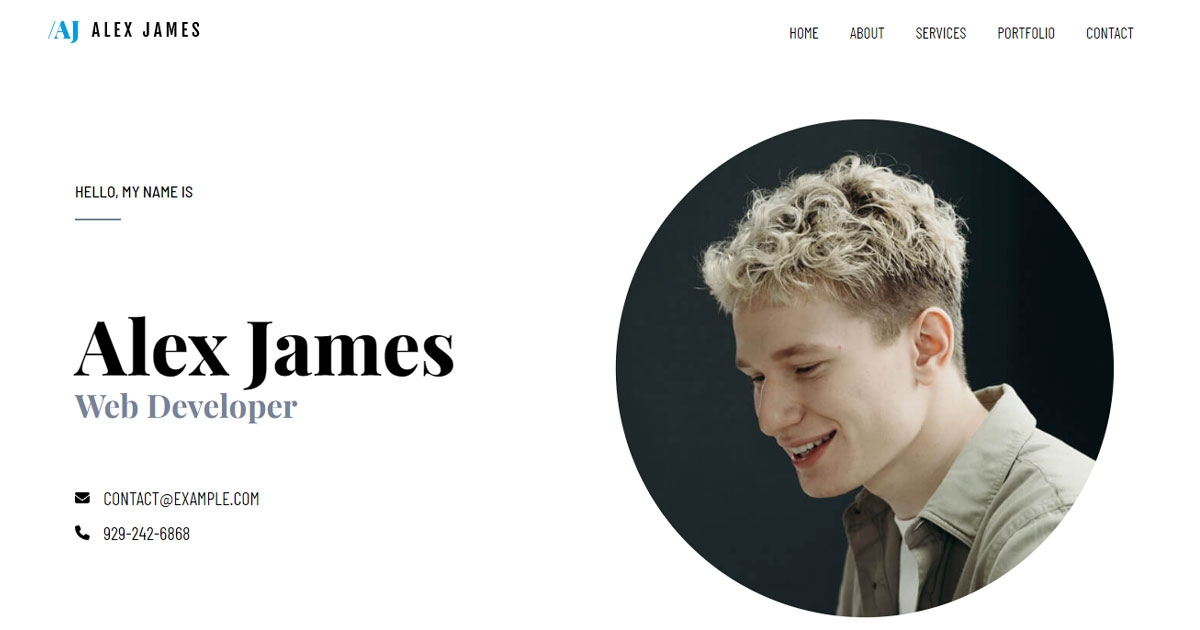 /AJ ALEX JAMES
HOME ABOUT SERVICES PORTFOLIO CONTACT
HELLO, MY NAME IS
Alex James
Web Developer
CONTACT@EXAMPLE.COM
929-242-6868